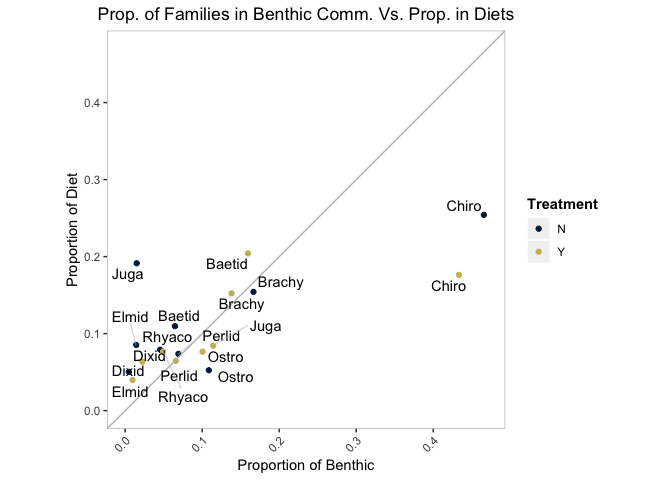 Prop. of Families in Benthic Comm. Vs. Prop. in Diets
Proportion of Diet
0.4
0.3
0.2
0.1
0.0
Chiro
Chiro
Baetid
Juga
Brachy
Brachy
Elmid
Baetid
Juga
Rhyaco
Perlid
Dixid
Ostro
Dixid
Perlid
Ostro
Elmid
Rhyaco
0.0
0.1
0.2
0.3
0.4
Proportion of Benthic
Treatment
N
Y